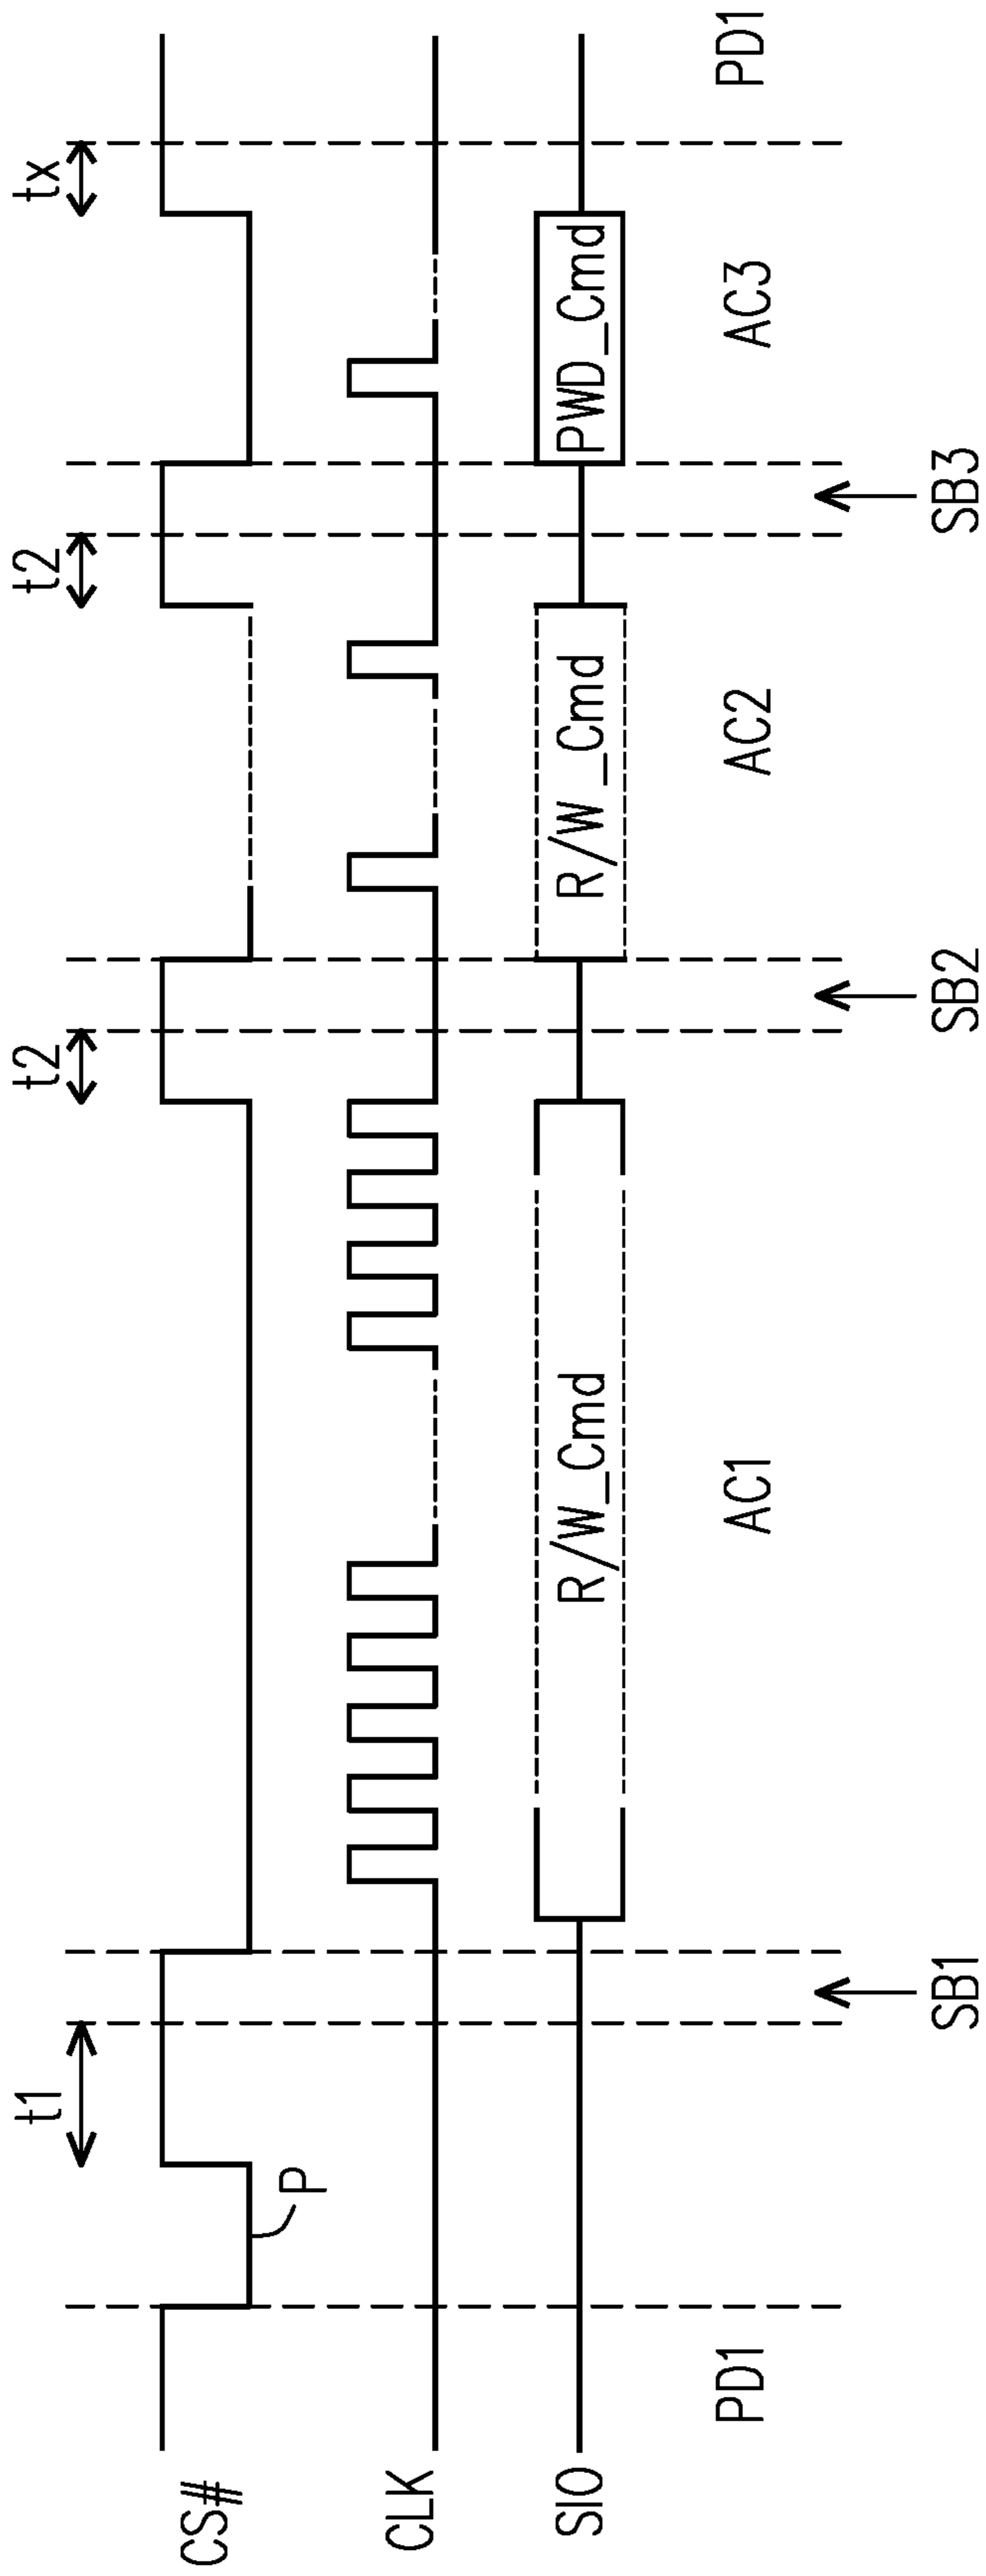 t1
t2
t2
tx
CS#
P
CLK
SIO
R/W_Cmd
R/W_Cmd
PWD_Cmd
PD1
AC1
AC2
AC3
PD1
SB1
SB2
SB3